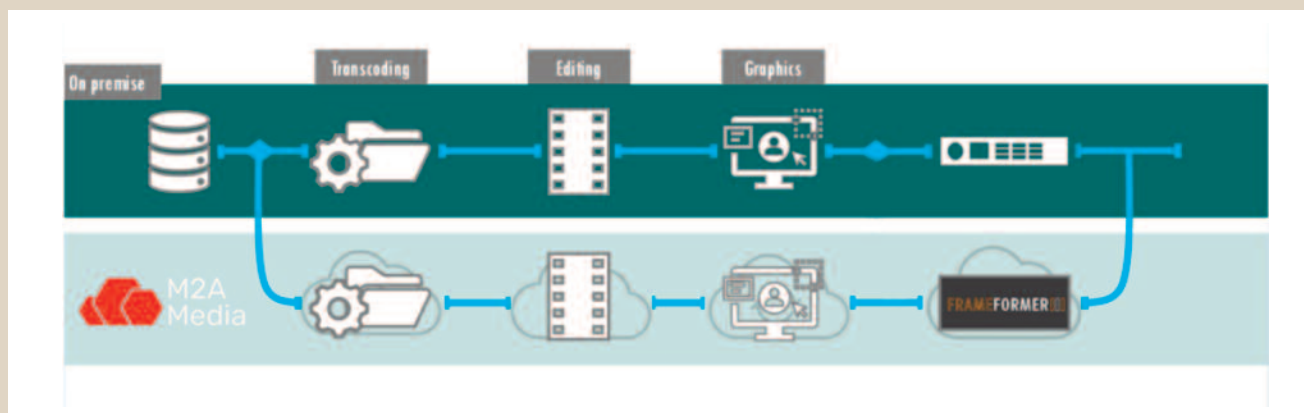 On premise
Transcoding
Editing
Graphics
M2A
Media
FRAMEFORMER